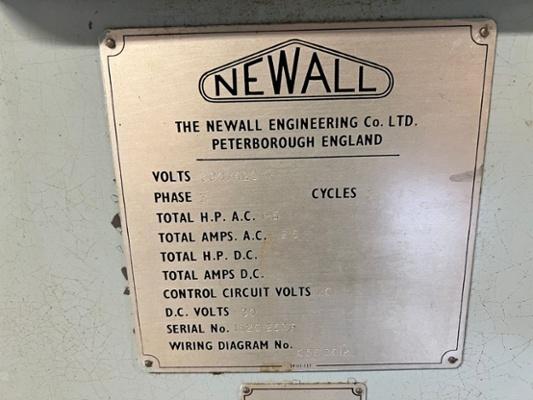 NEWALL
THE NEWALL ENGINEERING Co. LTD.
PETERBOROUGH ENGLAND
VOLTS
PHASE 3 CYCLES
TOTAL H.P. A.C.
TOTAL AMPS. A.C.
TOTAL H.P. D.C.
TOTAL AMPS D.C.
CONTROL CIRCUIT VOLTS
D.C. VOLTS
SERIAL No.
WIRING DIAGRAM No.